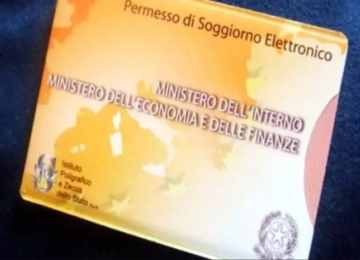 Permesso di Soggiorno Elettronico
MINISTERO DELL'INTERNO
MINISTERO DELL'ECONOMIA E DELLE FINANZE
Istituto
Poligrafico
e Zecca
dello Stato